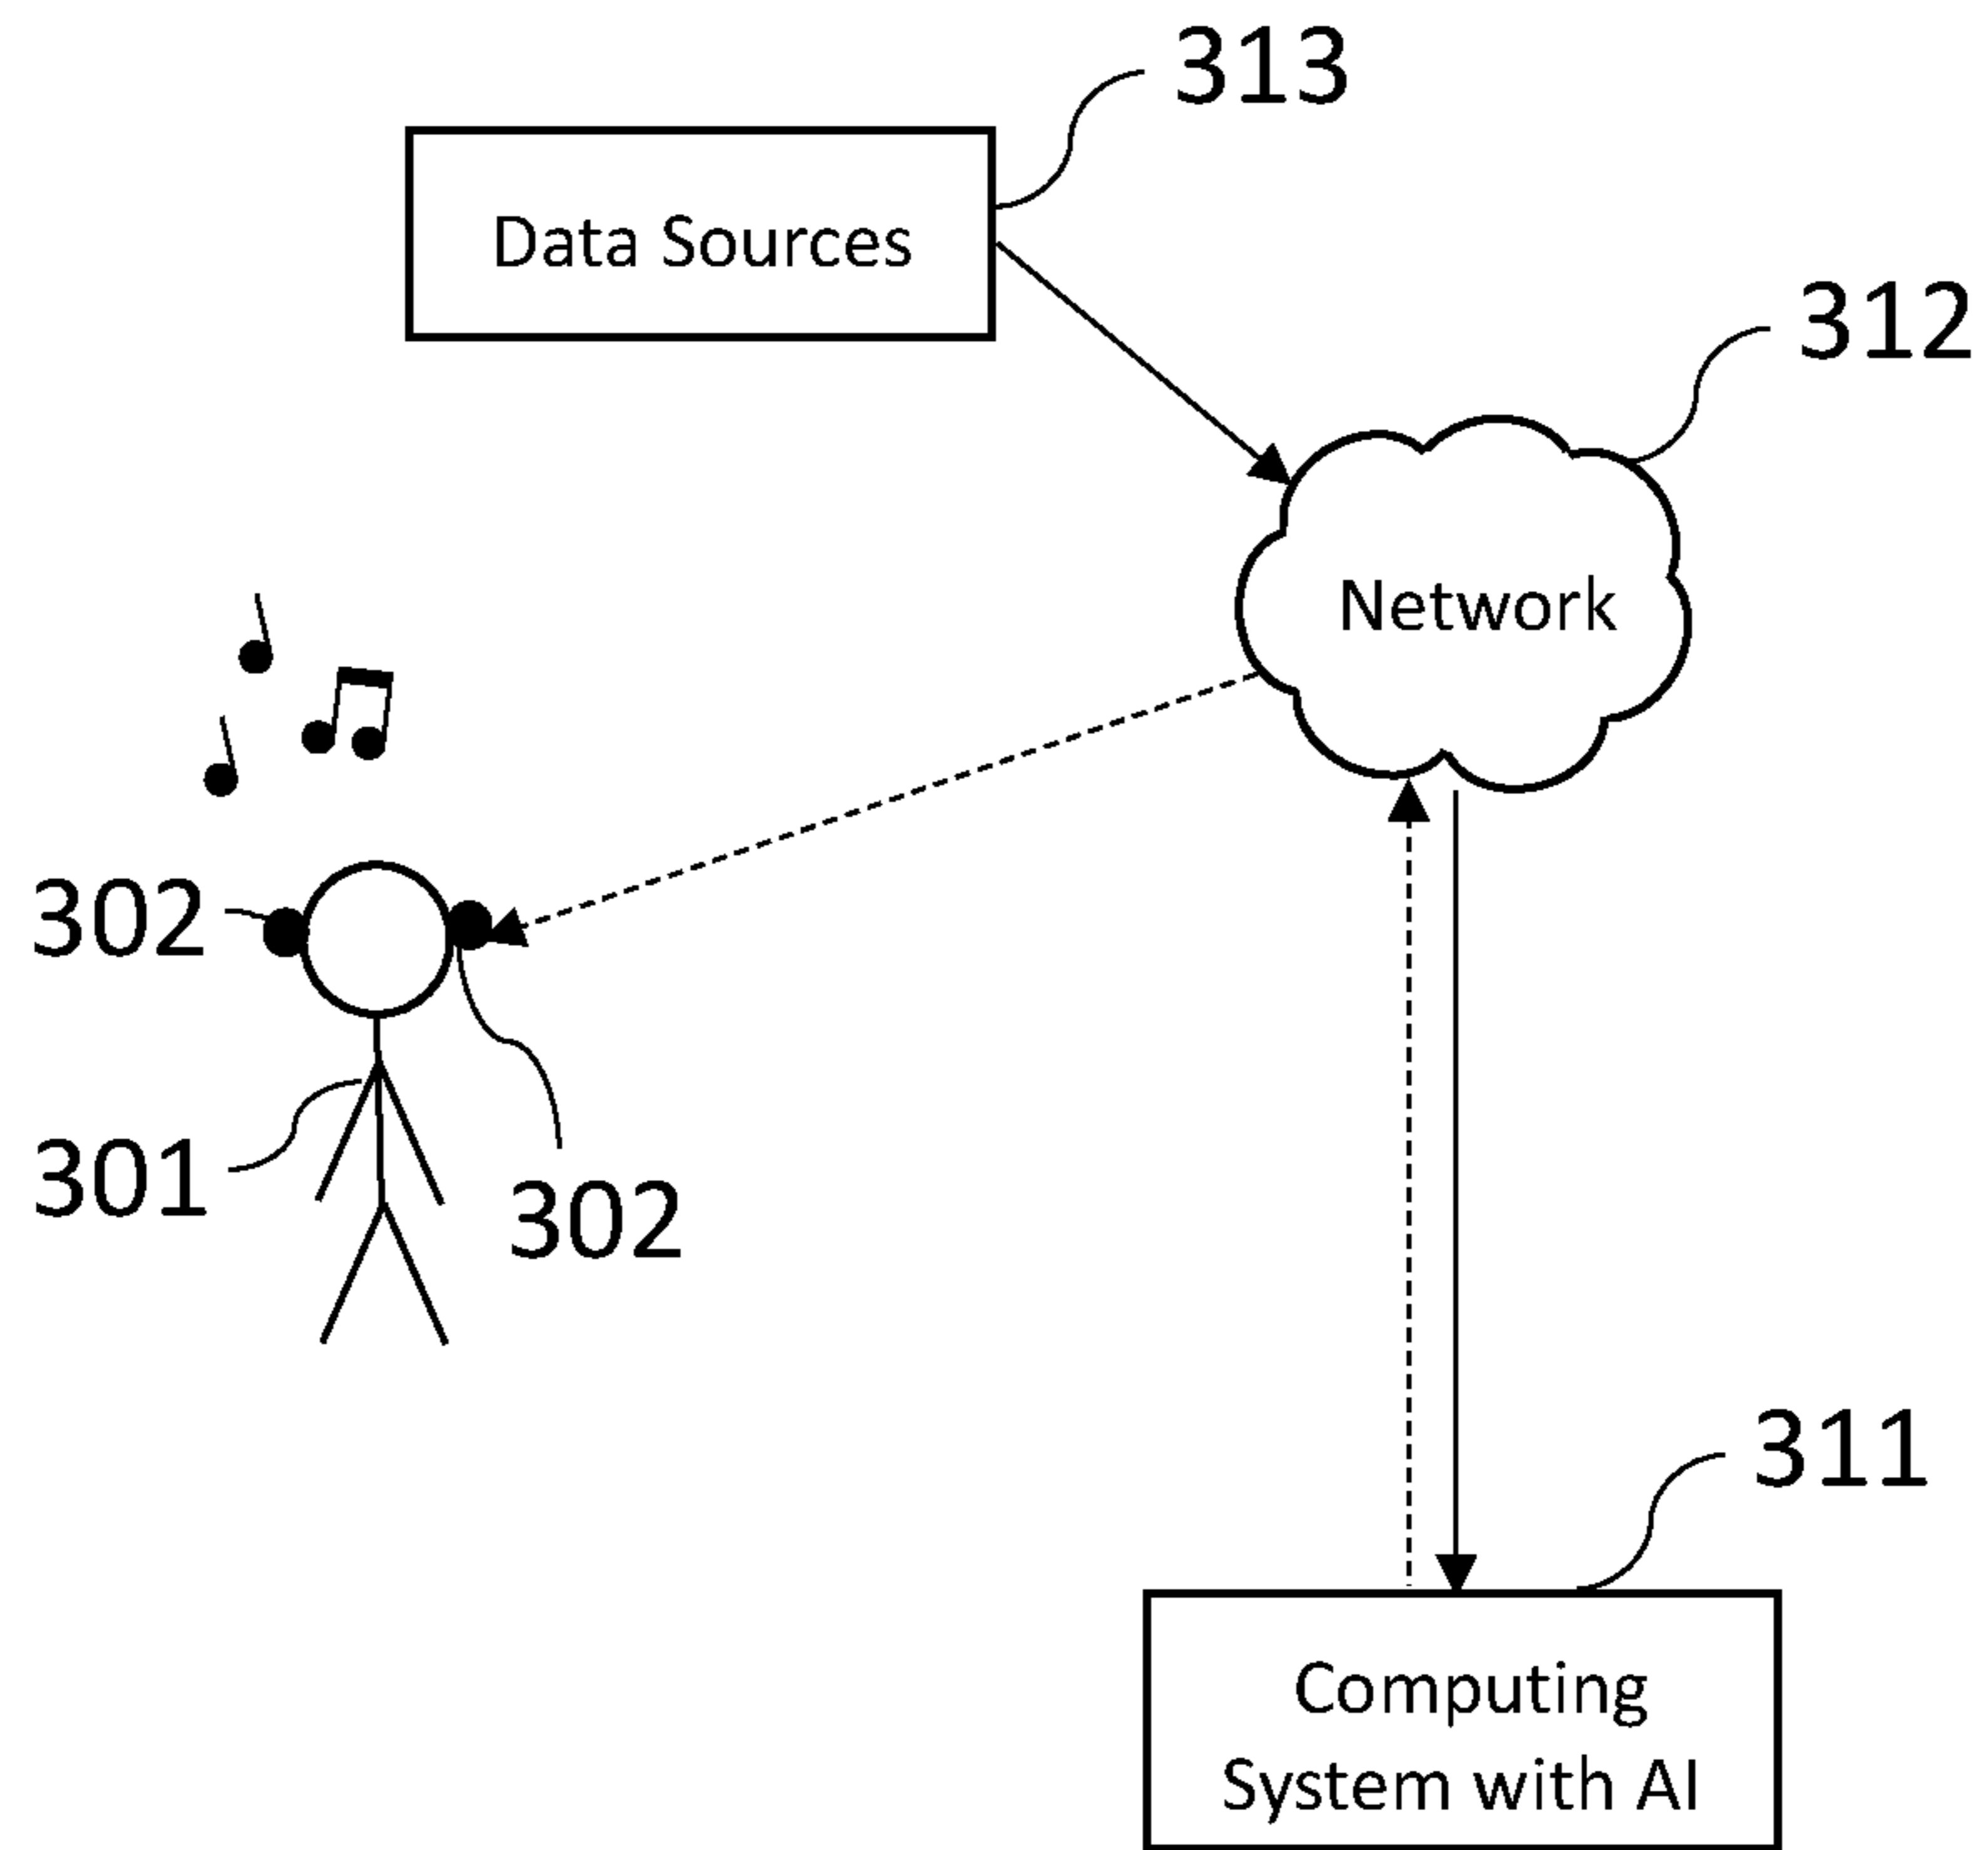 313
Data Sources
312
Network
302
301
302
311
Computing
System with AI